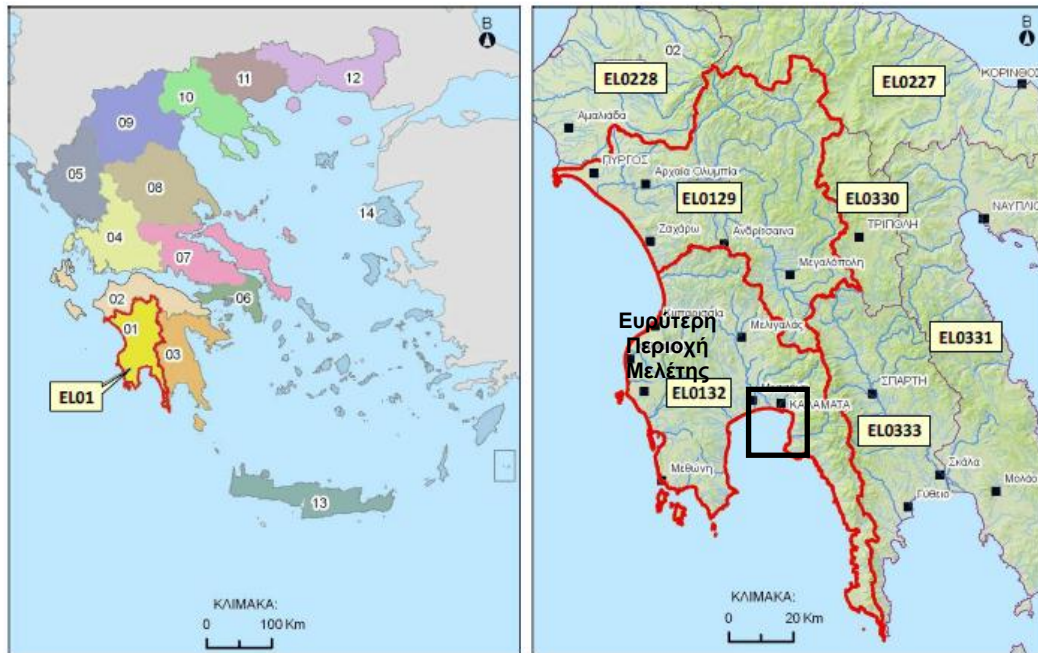 Β
11
12
10
09
05
08
14
04
07
02
06
01
03
EL01
13
ΚΛΙΜΑΚΑ:
0 100 Km
Β
02
EL0228
EL0227
ΚΟΡΙΝΘΟΣ
Αμαλιάδα
ΠΥΡΓΟΣ
Αρχαία Ολυμπία
EL0129
EL0330
ΝΑΥΠΛΙΟ
ΤΡΙΠΟΛΗ
Ζαχάρω
Ανδρίτσαινα
Μεγαλόπολη
Ευρύτερη
Περιοχή
Μελέτης
Μελιγαλάς
EL0331
ΣΠΑΡΤΗ
EL0132
ΚΑΛΑΜΑΤΑ
EL0333
Σκάλα
Μεθώνη
Γύθειο
Μολάο
ΚΛΙΜΑΚΑ:
0 20 Km